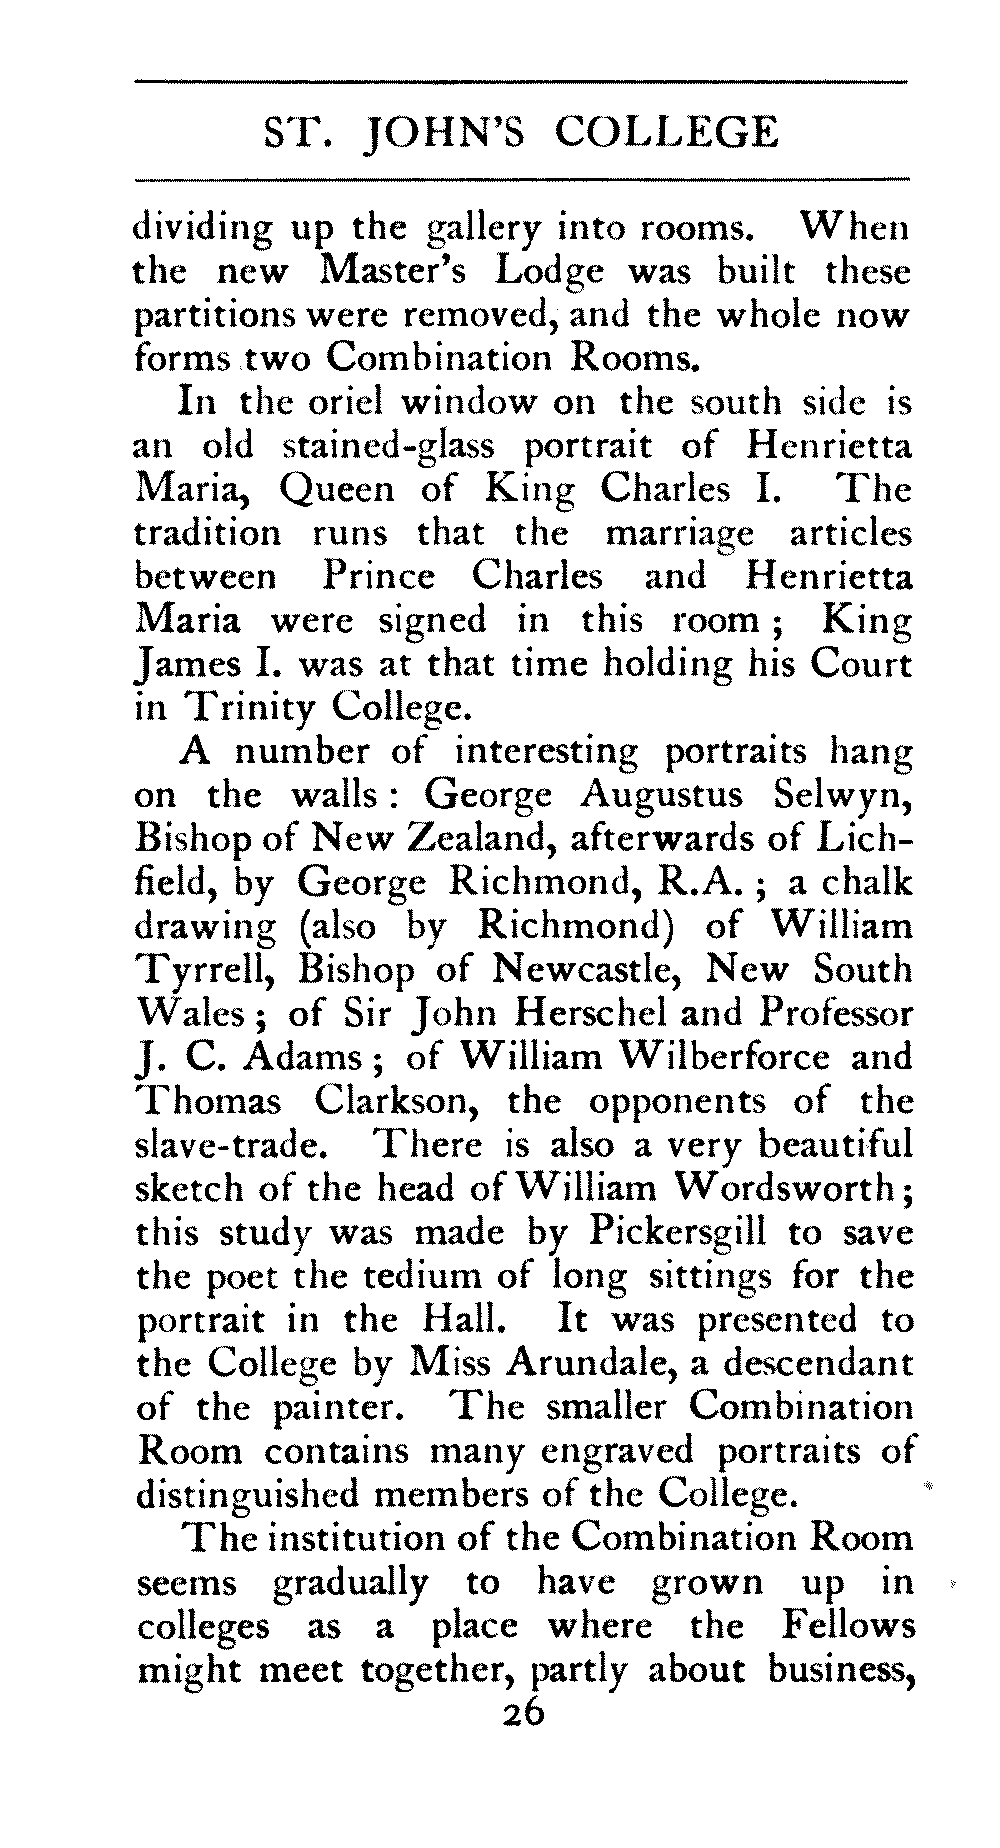 ST. JOHN'S COLLEGE
dividing up the gallery into rooms. When
the new Master's Lodge was built these
partitions were removed, and the whole now
forms two Combination Rooms.
In the oriel window on the south side is
an old stained-glass portrait of Henrietta
Maria, Queen of King Charles I. The
tradition runs that the marriage articles
between Prince Charles and Henrietta
Maria were signed in this room ; King
James I. was at that time holding his Court
in Trinity College.
A number of interesting portraits hang
on the walls : George Augustus Selwyn,
Bishop of New Zealand, afterwards of Lich-
field, by George Richmond, R.A. ; a chalk
drawing (also by Richmond) of William
Tyrrell, Bishop of Newcastle, New South
Wales ; of Sir John Herschel and Professor
J. C. Adams ; of William Wilberforce and
Thomas Clarkson, the opponents of the
slave-trade. There is also a very beautiful
sketch of the head of William Wordsworth ;
this study was made by Pickersgill to save
the poet the tedium of long sittings for the
portrait in the Hall. It was presented to
the College by Miss Arundale, a descendant
of the painter. The smaller Combination
Room contains many engraved portraits of
distinguished members of the College.
The institution of the Combination Room
seems gradually to have grown up in
colleges as a place where the Fellows
might meet together, partly about business,
26